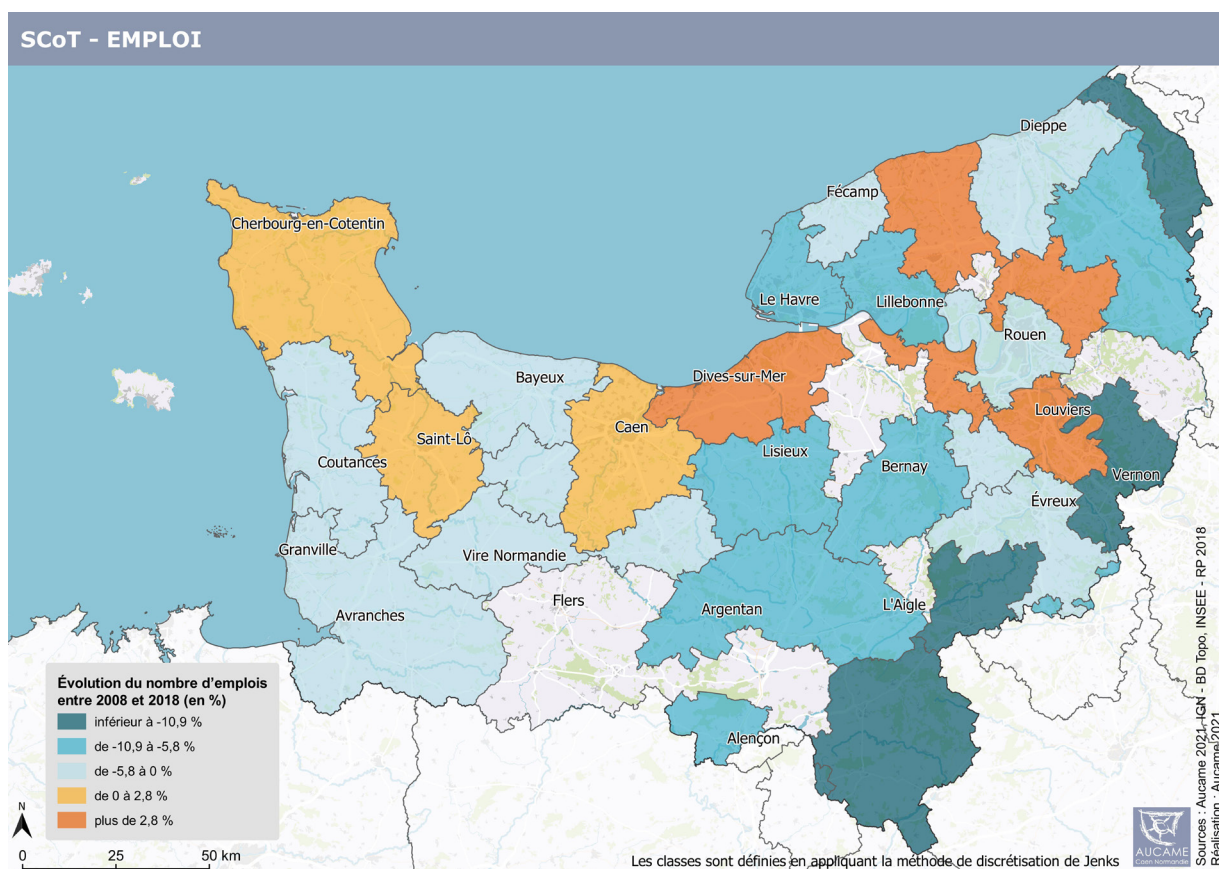 SCoT - EMPLOI
Dieppe
Fécamp
Cherbourg-en-Cotentin
Le Havre
Lillebonne
Rouen
Bayeux
Dives-sur-Mer
Louviers
Caen
Saint-Lô
Lisieux
Coutances
Bernay
Vernon
Évreux
Granville
Vire Normandie
Flers
Argentan
L'Aigle
Avranches
Alençon
Évolution du nombre d'emplois
entre 2008 et 2018 (en %)
inférieur à -10,9 %
de -10,9 à -5,8 %
de -5,8 à 0 %
de 0 à 2,8 %
plus de 2,8 %
N
0 25 50 km
Les classes sont définies en appliquant la méthode de discrétisation de Jenks
AUCAME
Caen Normandie
Sources : Aucame 2021, IGN - BD Topo, INSEE - RP 2018
Réalisation : Aucame 2021